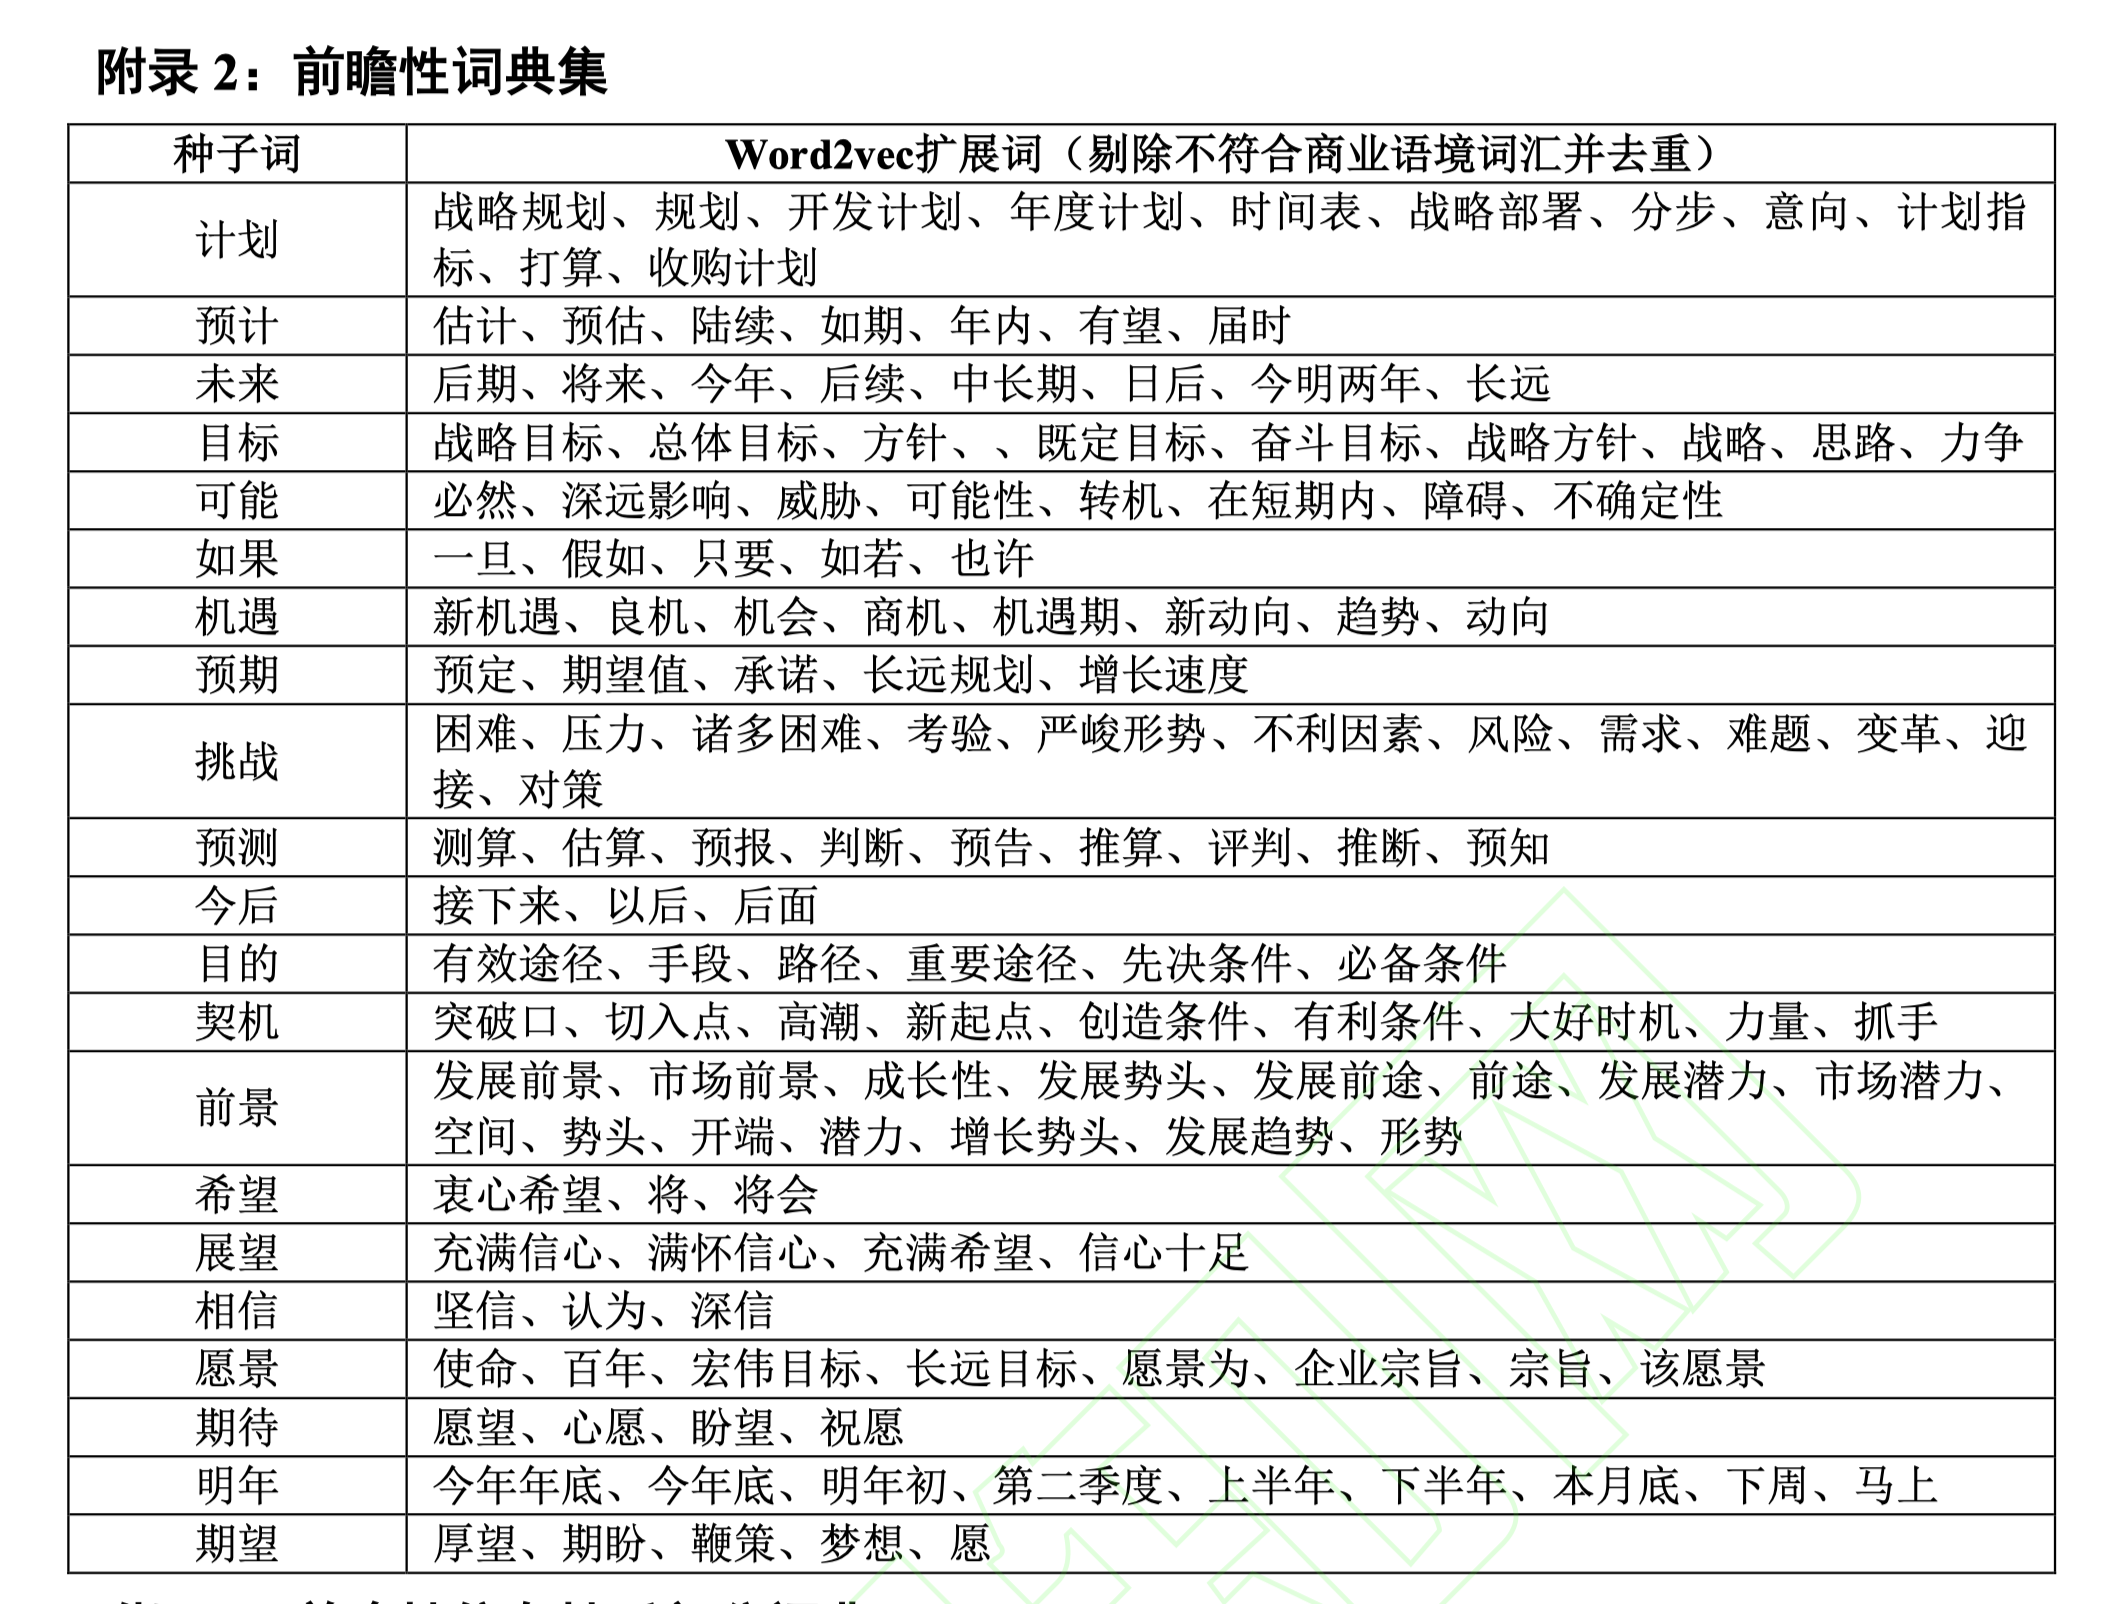 附录 2：前瞻性词典集
种子词 Word2vec扩展词（剔除不符合商业语境词汇并去重）
计划 战略规划、规划、开发计划、年度计划、时间表、战略部署、分步、意向、计划指
标、打算、收购计划
预计 估计、预估、陆续、如期、年内、有望、届时
未来 后期、将来、今年、后续、中长期、日后、今明两年、长远
目标 战略目标、总体目标、方针、、既定目标、奋斗目标、战略方针、战略、思路、力争
可能 必然、深远影响、威胁、可能性、转机、在短期内、障碍、不确定性
如果 一旦、假如、只要、如若、也许
机遇 新机遇、良机、机会、商机、机遇期、新动向、趋势、动向
预期 预定、期望值、承诺、长远规划、增长速度
挑战 困难、压力、诸多困难、考验、严峻形势、不利因素、风险、需求、难题、变革、迎
接、对策
预测 测算、估算、预报、判断、预告、推算、评判、推断、预知
今后 接下来、以后、后面
目的 有效途径、手段、路径、重要途径、先决条件、必备条件
契机 突破口、切入点、高潮、新起点、创造条件、有利条件、大好时机、力量、抓手
前景 发展前景、市场前景、成长性、发展势头、发展前途、前途、发展潜力、市场潜力、
空间、势头、开端、潜力、增长势头、发展趋势、形势
希望 衷心希望、将、将会
展望 充满信心、满怀信心、充满希望、信心十足
相信 坚信、认为、深信
愿景 使命、百年、宏伟目标、长远目标、愿景为、企业宗旨、宗旨、该愿景
期待 愿望、心愿、盼望、祝愿
明年 今年年底、今年底、明年初、第二季度、上半年、下半年、本月底、下周、马上
期望 厚望、期盼、鞭策、梦想、愿